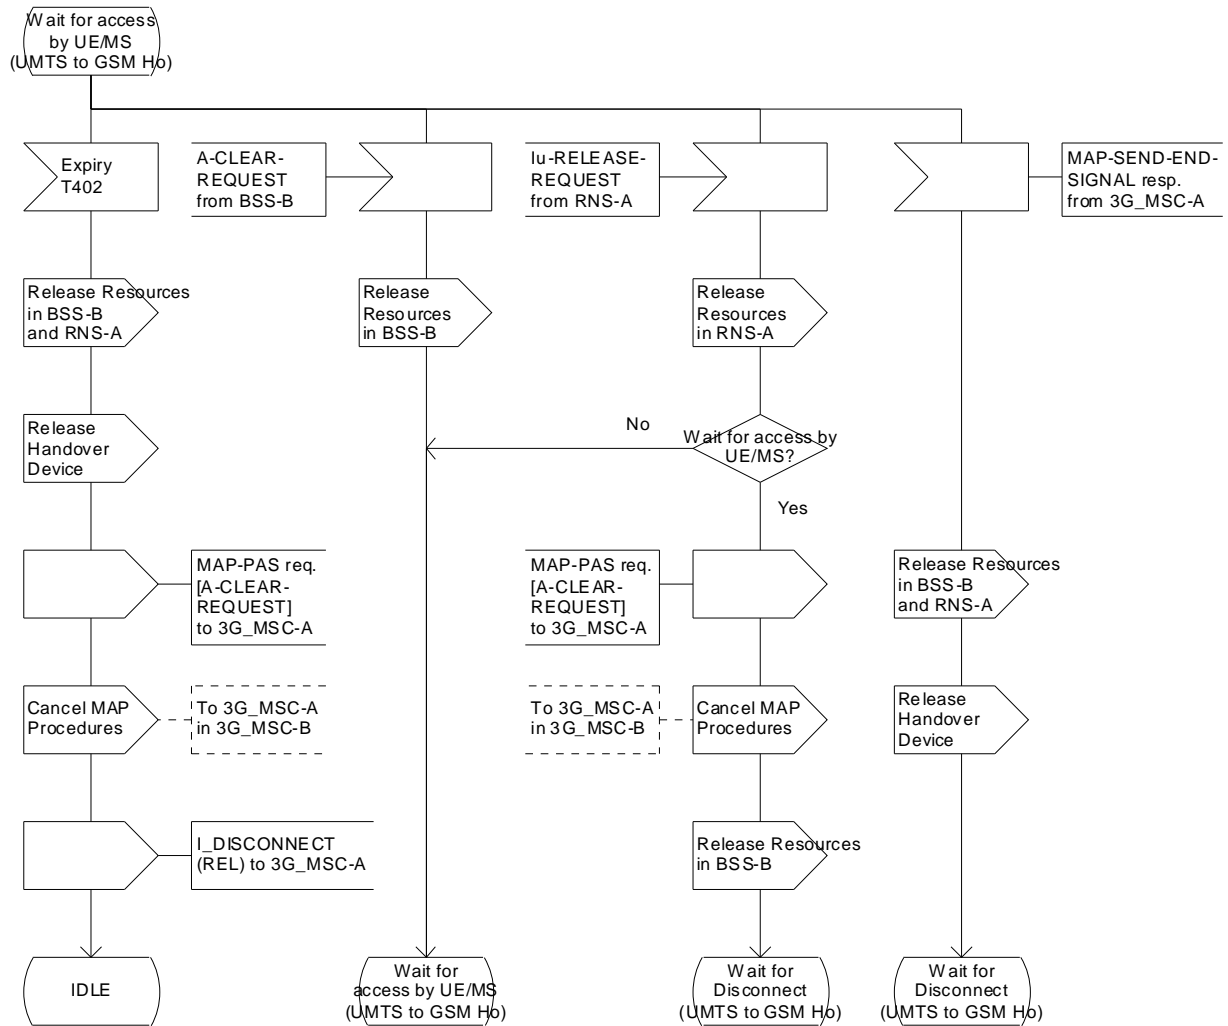 Wait for access
by UE/MS
(UMTS to GSM Ho)
Expiry
T402
A-CLEAR-
REQUEST
from BSS-B
Iu-RELEASE-
REQUEST
from RNS-A
MAP-SEND-END-
SIGNAL resp.
from 3G_MSC-A
Release Resources
in BSS-B
and RNS-A
Release
Resources
in BSS-B
Release
Resources
in RNS-A
Release
Handover
Device
No
Wait for access by
UE/MS?
Yes
MAP-PAS req.
[A-CLEAR-
REQUEST]
to 3G_MSC-A
MAP-PAS req.
[A-CLEAR-
REQUEST]
to 3G_MSC-A
Release Resources
in BSS-B
and RNS-A
Cancel MAP
Procedures
To 3G_MSC-A
in 3G_MSC-B
To 3G_MSC-A
in 3G_MSC-B
Cancel MAP
Procedures
Release
Handover
Device
I_DISCONNECT
(REL) to 3G_MSC-A
Release Resources
in BSS-B
IDLE
Wait for
access by UE/MS
(UMTS to GSM Ho)
Wait for
Disconnect
(UMTS to GSM Ho)
Wait for
Disconnect
(UMTS to GSM Ho)